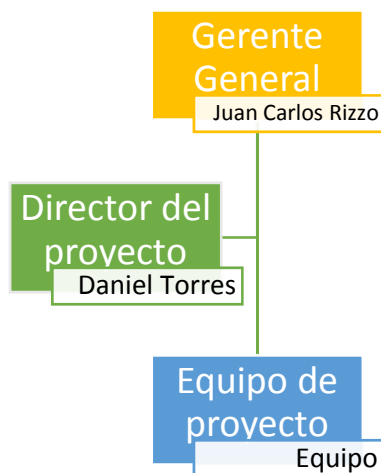 Gerente
General
Juan Carlos Rizzo
Director del
proyecto
Daniel Torres
Equipo de
proyecto
Equipo